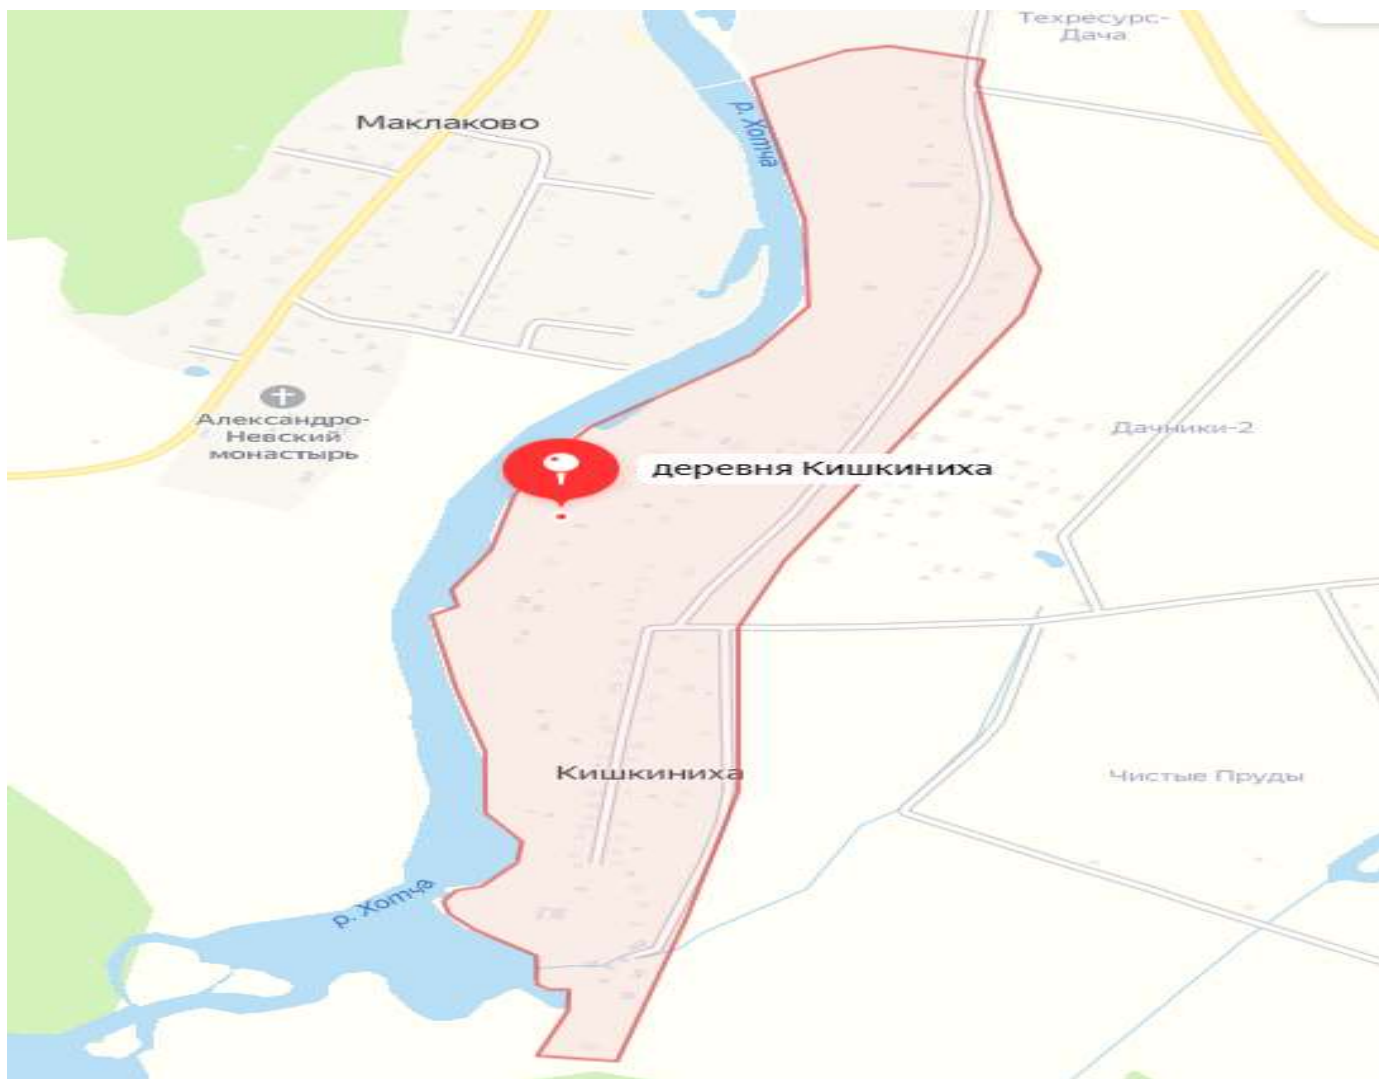 Техресурс-
Дача
Маклаково
р. Хотча
Александро-
Невский
монастырь
Дачники-2
деревня Кишкиниха
Кишкиниха
Чистые Пруды
р. Хотча